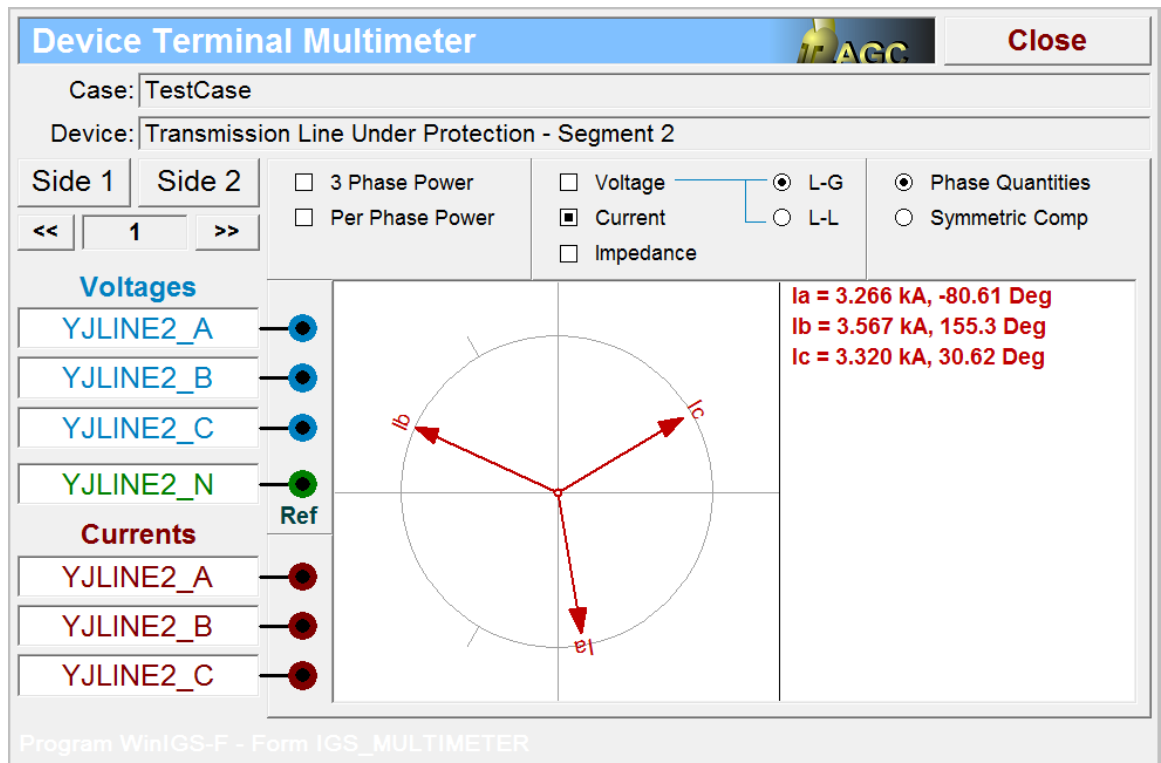 Device Terminal Multimeter
AGC
Close
Case: TestCase
Device: Transmission Line Under Protection - Segment 2
Side 1 Side 2
<< 1 >>
3 Phase Power
Per Phase Power
Voltage
Current
Impedance
L-G
L-L
Phase Quantities
Symmetric Comp
Voltages
YJLINE2_A
YJLINE2_B
YJLINE2_C
YJLINE2_N
Ref
Currents
YJLINE2_A
YJLINE2_B
YJLINE2_C
Ib
Ic
Ia
Ia = 3.266 kA, -80.61 Deg
Ib = 3.567 kA, 155.3 Deg
Ic = 3.320 kA, 30.62 Deg
Program WinIGS-F - Form IGS_MULTIMETER